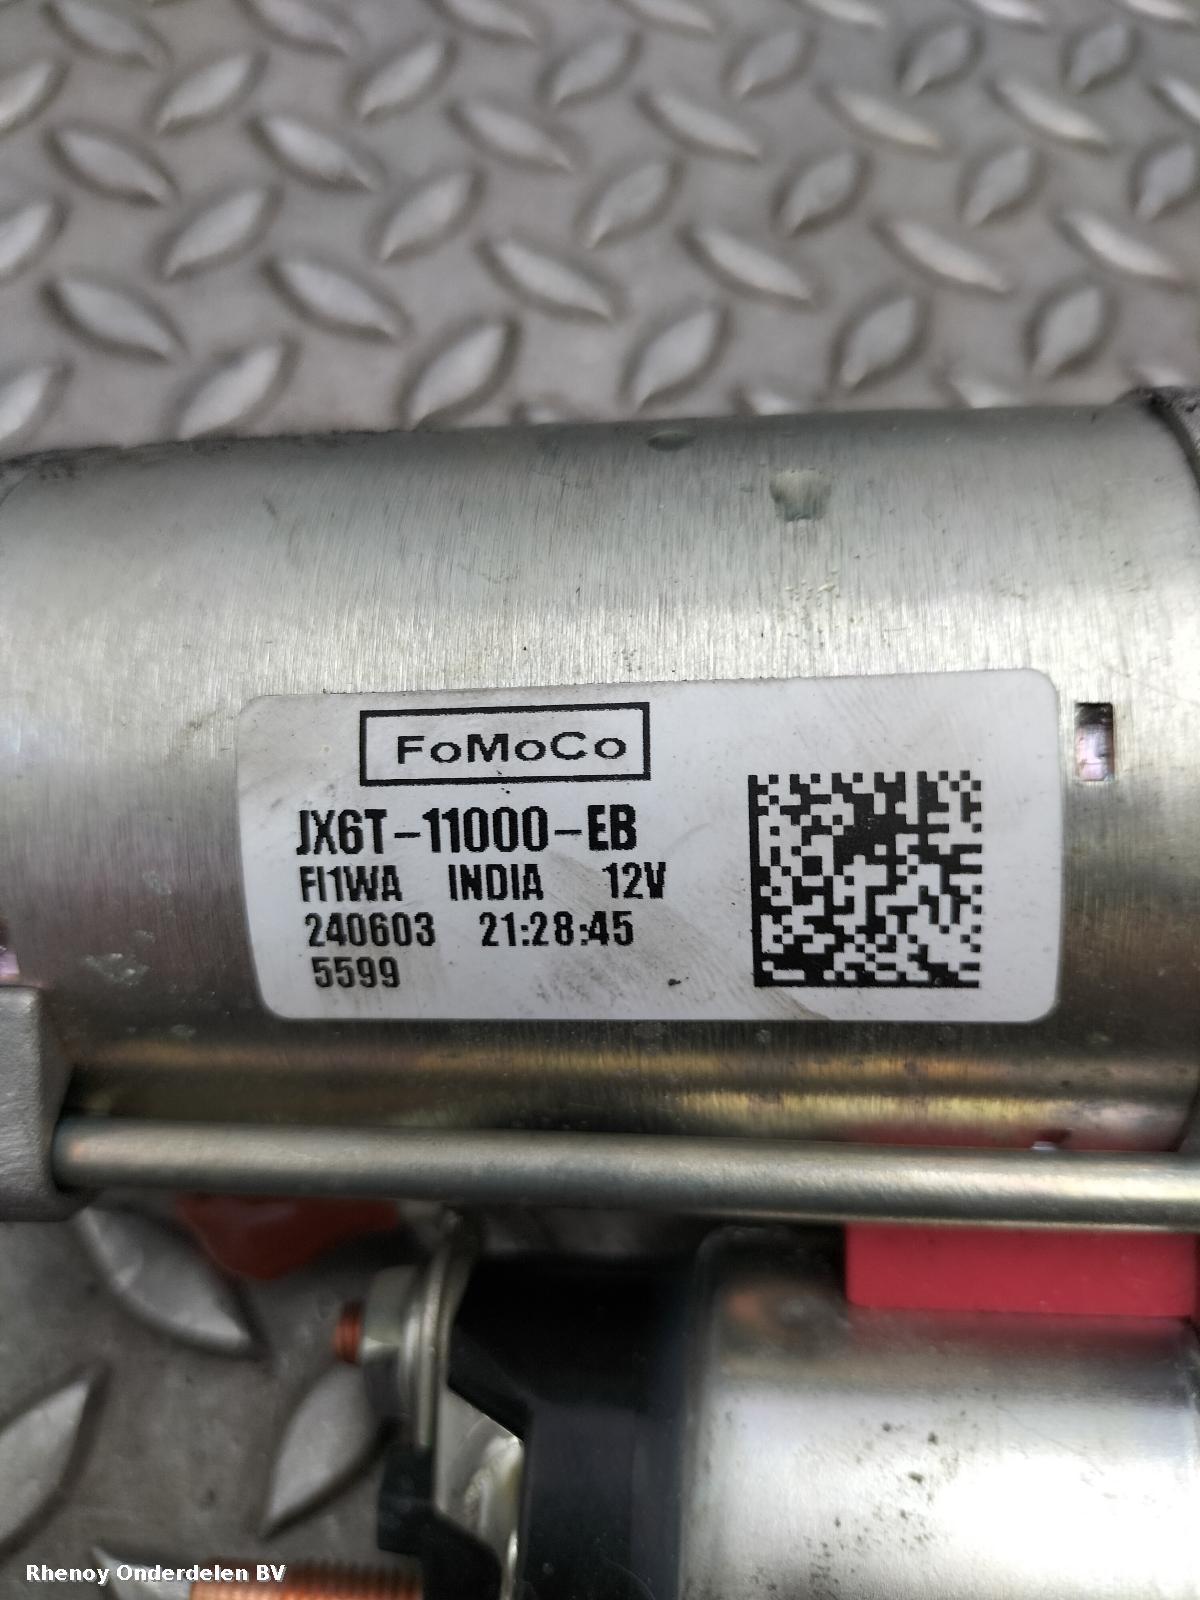 FoMoCo
JX6T-11000-EB
FI1WA INDIA 12V
240603 21:28:45
5599
Rhenoy Onderdelen BV